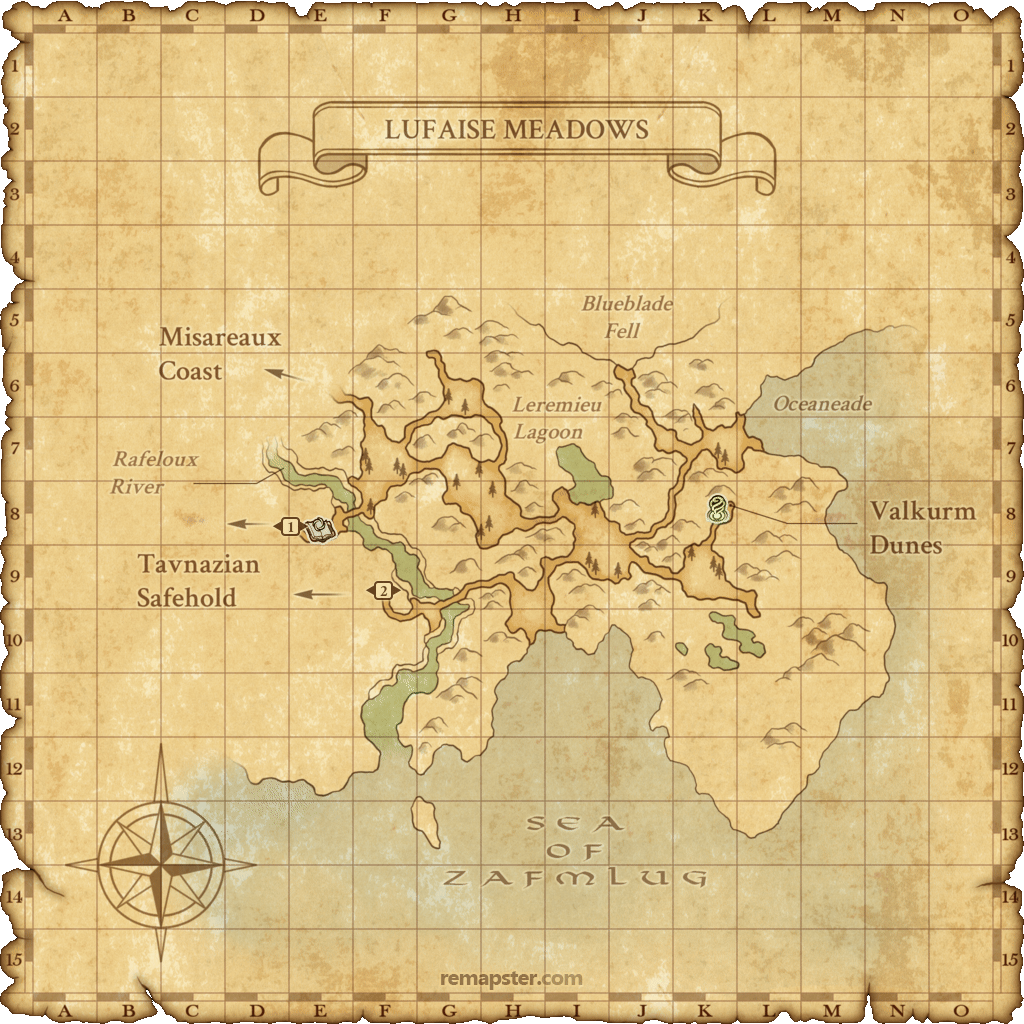 A B C D E F G H I J K L M N O
1 1
2 LUFAISE MEADOWS 2
3 3
4 4
Blueblade
5 5
Fell
Misareaux
Coast
6 6
Leremieu
Oceaneade
Lagoon
7 7
Rafeloux
River
8 8
Valkurm
Dunes
1
Tavnazian
Safehold
9 9
2
10 10
11 11
12 12
13 13
SEA
OF
ZAFMLUG
14 14
15 15
remapster.com
A B C D E F G H I J K L M N O